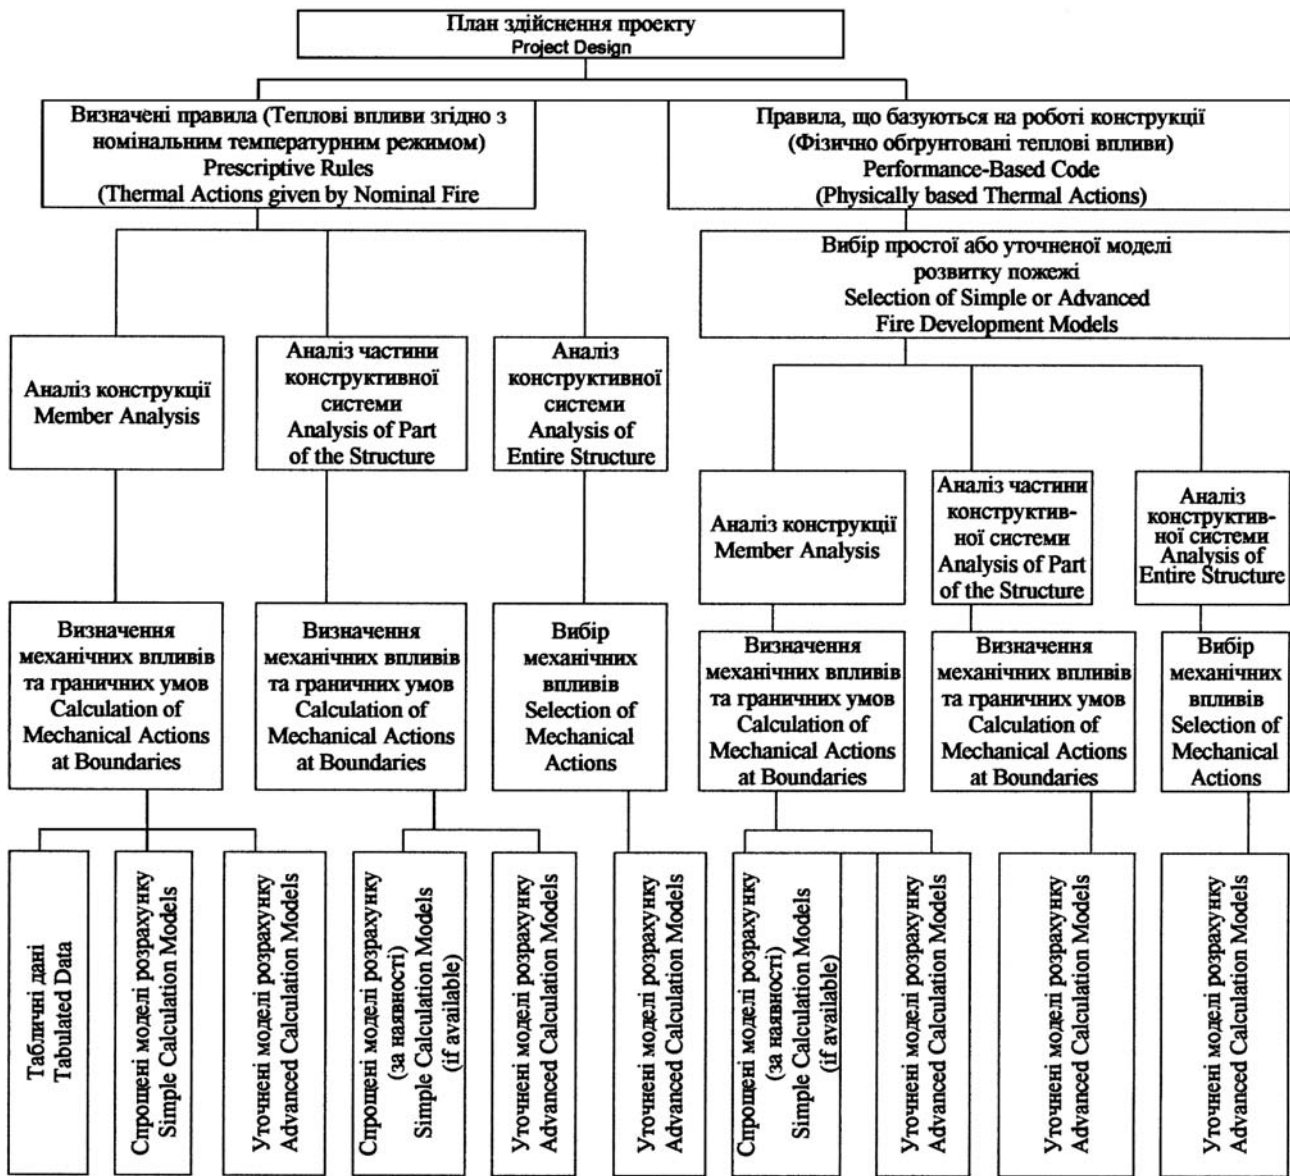 План здійснення проекту
Project Design
Визначені правила (Теплові впливи згідно з
номінальним температурним режимом)
Prescriptive Rules
(Thermal Actions given by Nominal Fire
Правила, що базуються на роботі конструкції
(Фізично обґрунтовані теплові впливи)
Performance-Based Code
(Physically based Thermal Actions)
Вибір простої або уточненої моделі
розвитку пожежі
Selection of Simple or Advanced
Fire Development Models
Аналіз конструкції
Member Analysis
Аналіз частини
конструктивної
системи
Analysis of Part
of the Structure
Аналіз
конструктивної
системи
Analysis of
Entire Structure
Аналіз конструкції
Member Analysis
Аналіз частини
конструктив-
ної системи
Analysis of Part
of the Structure
Аналіз
конструктив-
ної системи
Analysis of
Entire Structure
Визначення
механічних впливів
та граничних умов
Calculation of
Mechanical Actions
at Boundaries
Визначення
механічних впливів
та граничних умов
Calculation of
Mechanical Actions
at Boundaries
Вибір
механічних
впливів
Selection of
Mechanical
Actions
Визначення
механічних впливів
та граничних умов
Calculation of
Mechanical Actions
at Boundaries
Визначення
механічних впливів
та граничних умов
Calculation of
Mechanical Actions
at Boundaries
Вибір
механічних
впливів
Selection of
Mechanical
Actions
Табличні дані
Tabulated Data
Спрощені моделі розрахунку
Simple Calculation Models
Уточнені моделі розрахунку
Advanced Calculation Models
Спрощені моделі розрахунку
(за наявності)
Simple Calculation Models
(if available)
Уточнені моделі розрахунку
Advanced Calculation Models
Уточнені моделі розрахунку
Advanced Calculation Models
Спрощені моделі розрахунку
(за наявності)
Simple Calculation Models
(if available)
Уточнені моделі розрахунку
Advanced Calculation Models
Уточнені моделі розрахунку
Advanced Calculation Models
Уточнені моделі розрахунку
Advanced Calculation Models